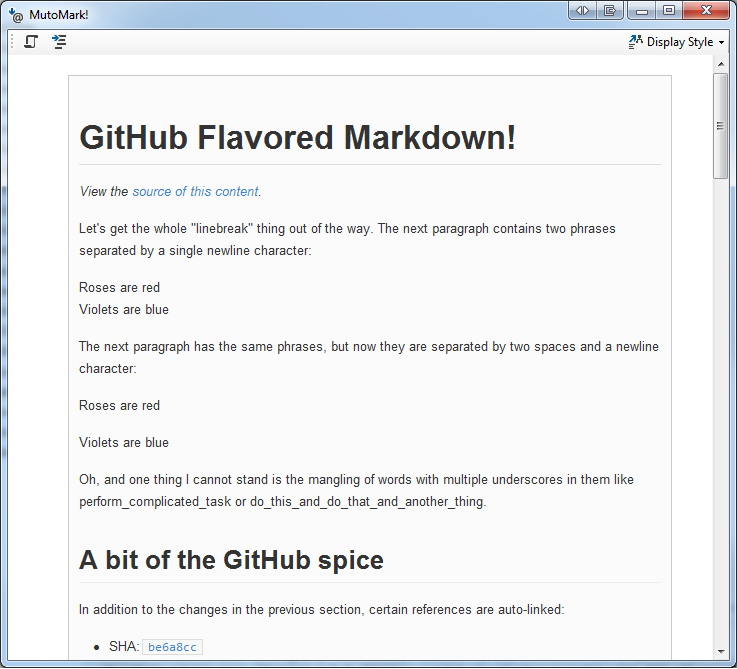 MutoMark!
Display Style
GitHub Flavored Markdown!
View the source of this content.
Let's get the whole "linebreak" thing out of the way. The next paragraph contains two phrases
separated by a single newline character:
Roses are red
Violets are blue
The next paragraph has the same phrases, but now they are separated by two spaces and a newline
character:
Roses are red
Violets are blue
Oh, and one thing I cannot stand is the mangling of words with multiple underscores in them like
perform_complicated_task or do_this_and_do_that_and_another_thing.
A bit of the GitHub spice
In addition to the changes in the previous section, certain references are auto-linked:
• SHA: be6a8cc